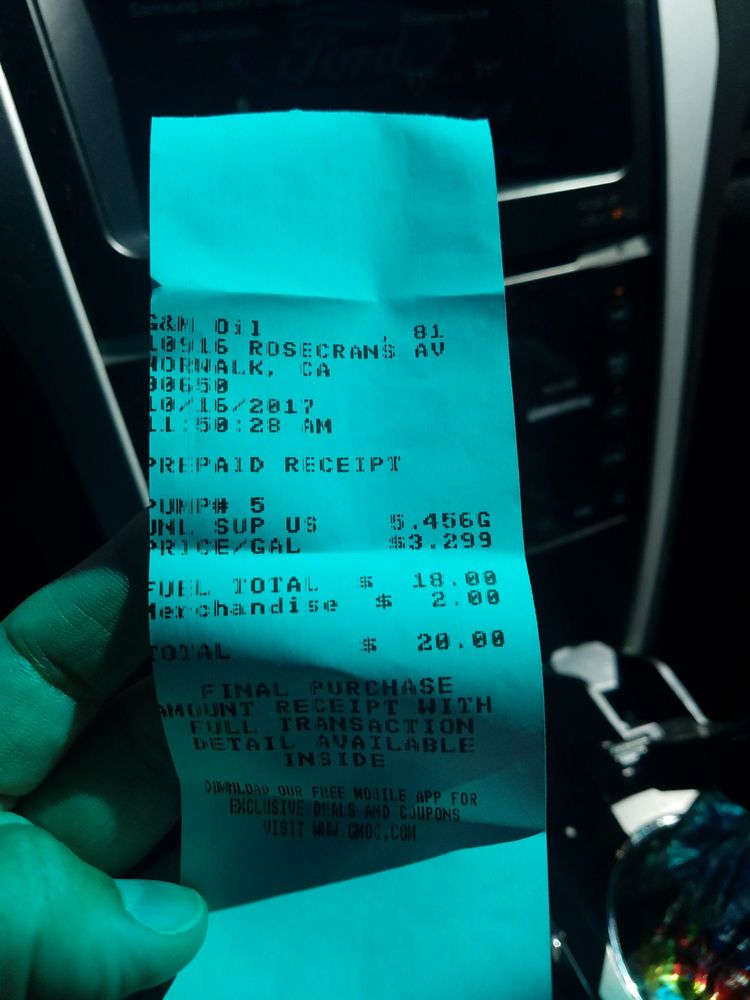 Ford
G&M Oil 81
10916 ROSECRANS AV
NORWALK, CA
90650
10/16/2017
11:50:28 AM
PREPAID RECEIPT
PUMP# 5
UNL SUP US 5.456G
PRICE/GAL $3.299
FUEL TOTAL $ 18.00
Merchandise $ 2.00
TOTAL $ 20.00
FINAL PURCHASE
AMOUNT RECEIPT WITH
FULL TRANSACTION
DETAIL AVAILABLE
INSIDE
DOWNLOAD OUR FREE MOBILE APP FOR
EXCLUSIVE DEALS AND COUPONS
VISIT WWW.GMOC.COM